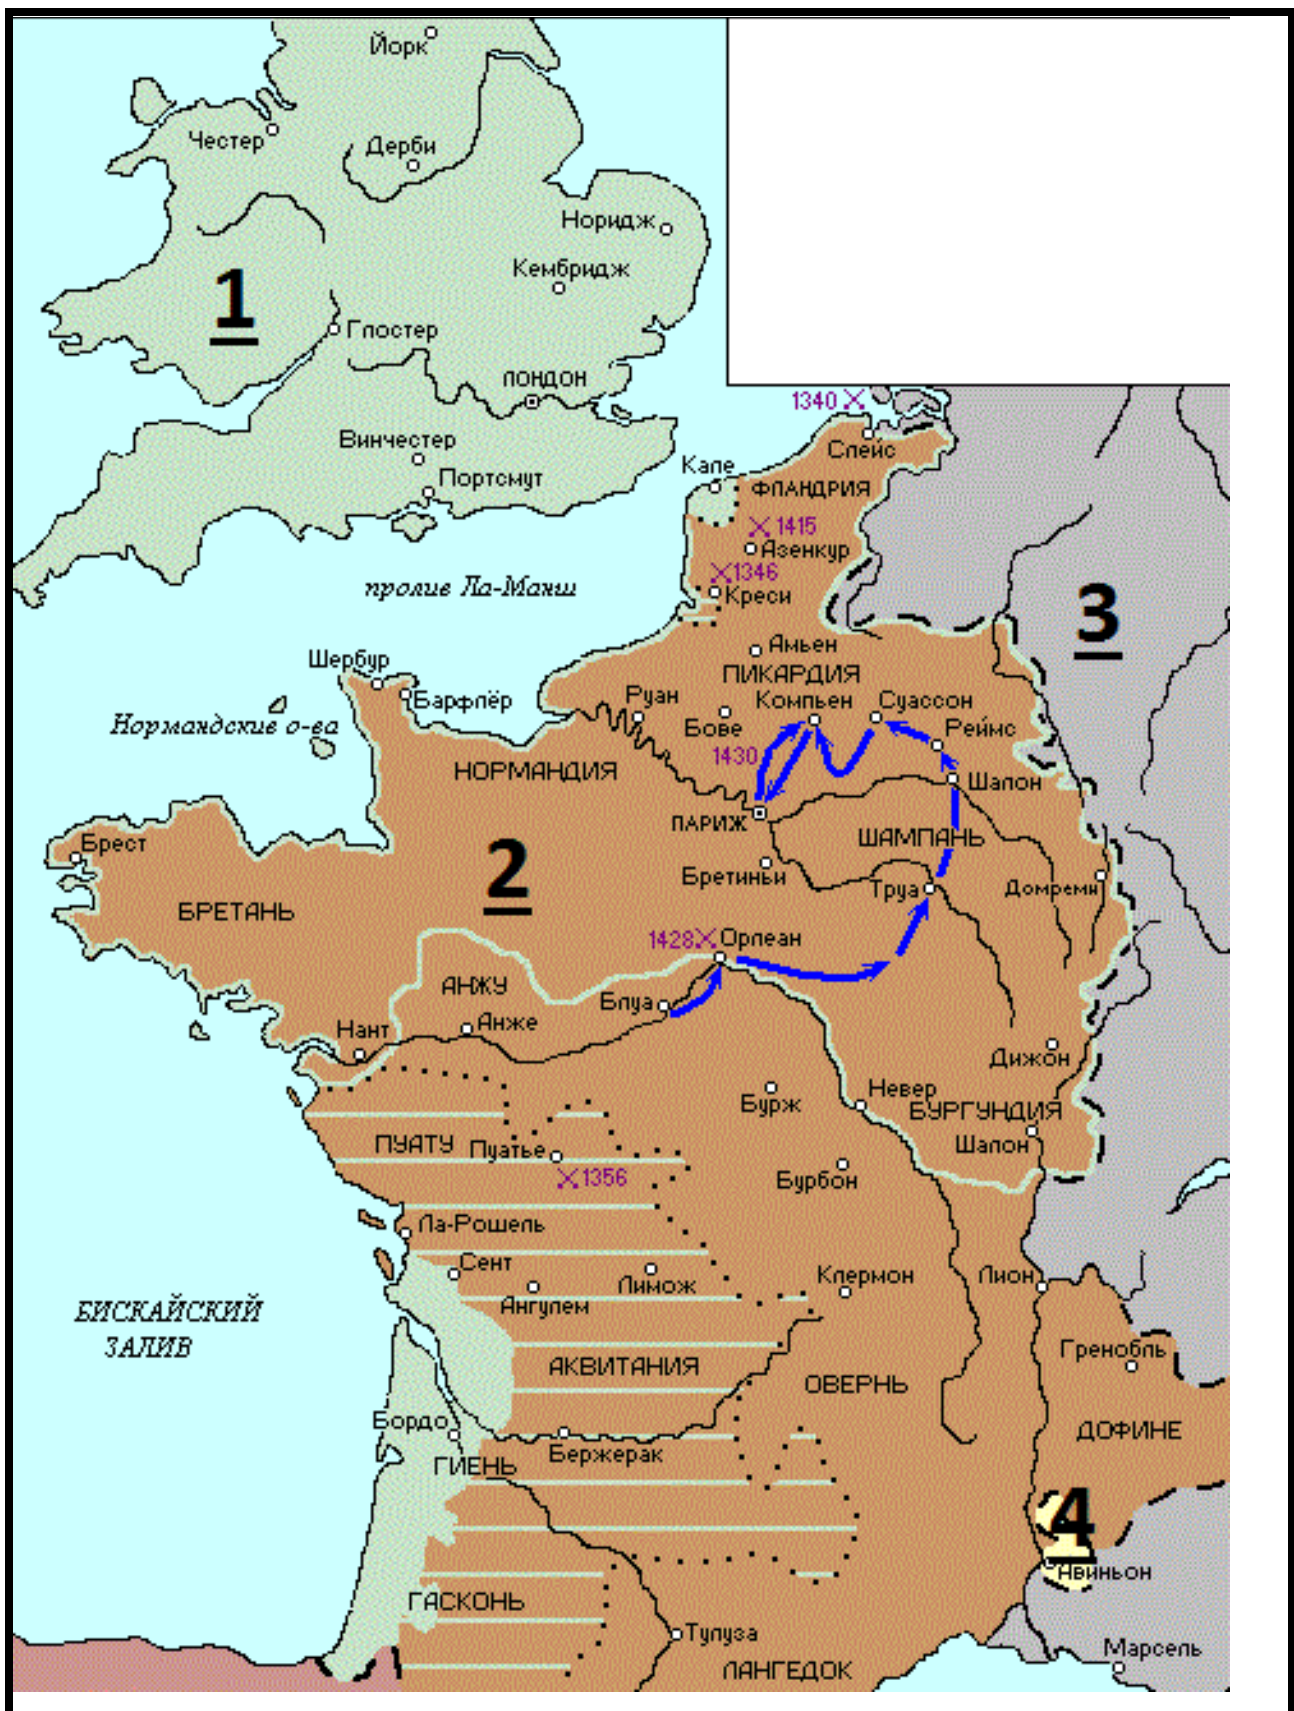 Йорк
Честер
Дерби
Норидж
Кембридж
1
Глостер
ЛОНДОН
1340
Винчестер
Слейс
Кале
Портсмут
ФЛАНДРИЯ
1415
Азенкур
1346
пролив Ла-Манш
Креси
3
Амьен
Шербур
ПИКАРДИЯ
Барфлёр
Руан
Компьен
Суассон
Нормандские о-ва
Бове
Реймс
1430
НОРМАНДИЯ
Шалон
ПАРИЖ
ШАМПАНЬ
Брест
2
Бретиньи
Труа
Домреми
БРЕТАНЬ
1428
Орлеан
АНЖУ
Блуа
Нант
Анже
Дижон
Бурж
Невер
БУРГУНДИЯ
ПУАТУ
Пуатье
Шалон
1356
Бурбон
Ла-Рошель
Сент
Лимож
Клермон
Лион
Ангулем
БИСКАЙСКИЙ
ЗАЛИВ
Гренобль
АКВИТАНИЯ
ОВЕРНЬ
Бордо
ДОФИНЕ
Бержерак
ГИЕНЬ
4
Авиньон
ГАСКОНЬ
Тулуза
Марсель
ЛАНГЕДОК